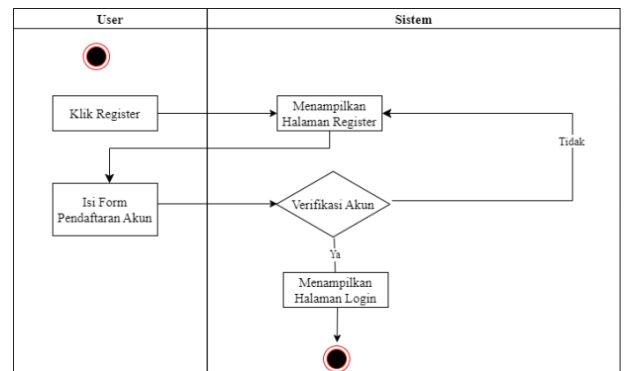 User
Sistem
Klik Register
Menampilkan
Halaman Register
Tidak
Isi Form
Pendaftaran Akun
Verifikasi Akun
Ya
Menampilkan
Halaman Login